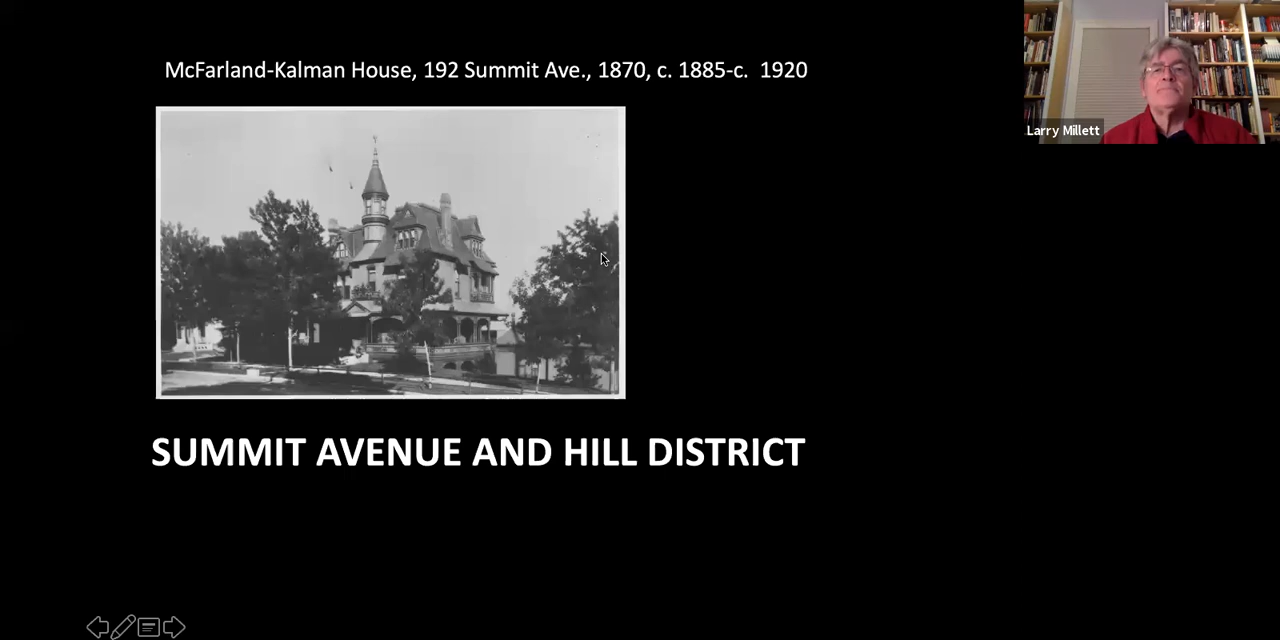 McFarland-Kalman House, 192 Summit Ave., 1870, c. 1885-c.  1920
Larry Millett
SUMMIT AVENUE AND HILL DISTRICT